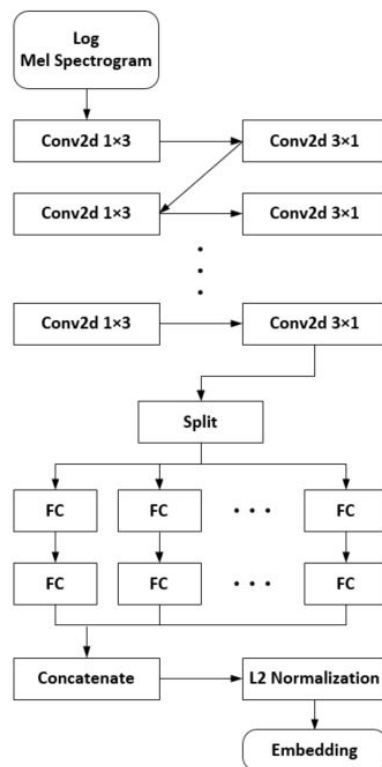 Log
Mel Spectrogram
Conv2d 1×3 Conv2d 3×1
Conv2d 1×3 Conv2d 3×1
Conv2d 1×3 Conv2d 3×1
Split
FC FC • • • FC
FC FC • • • FC
Concatenate L2 Normalization
Embedding